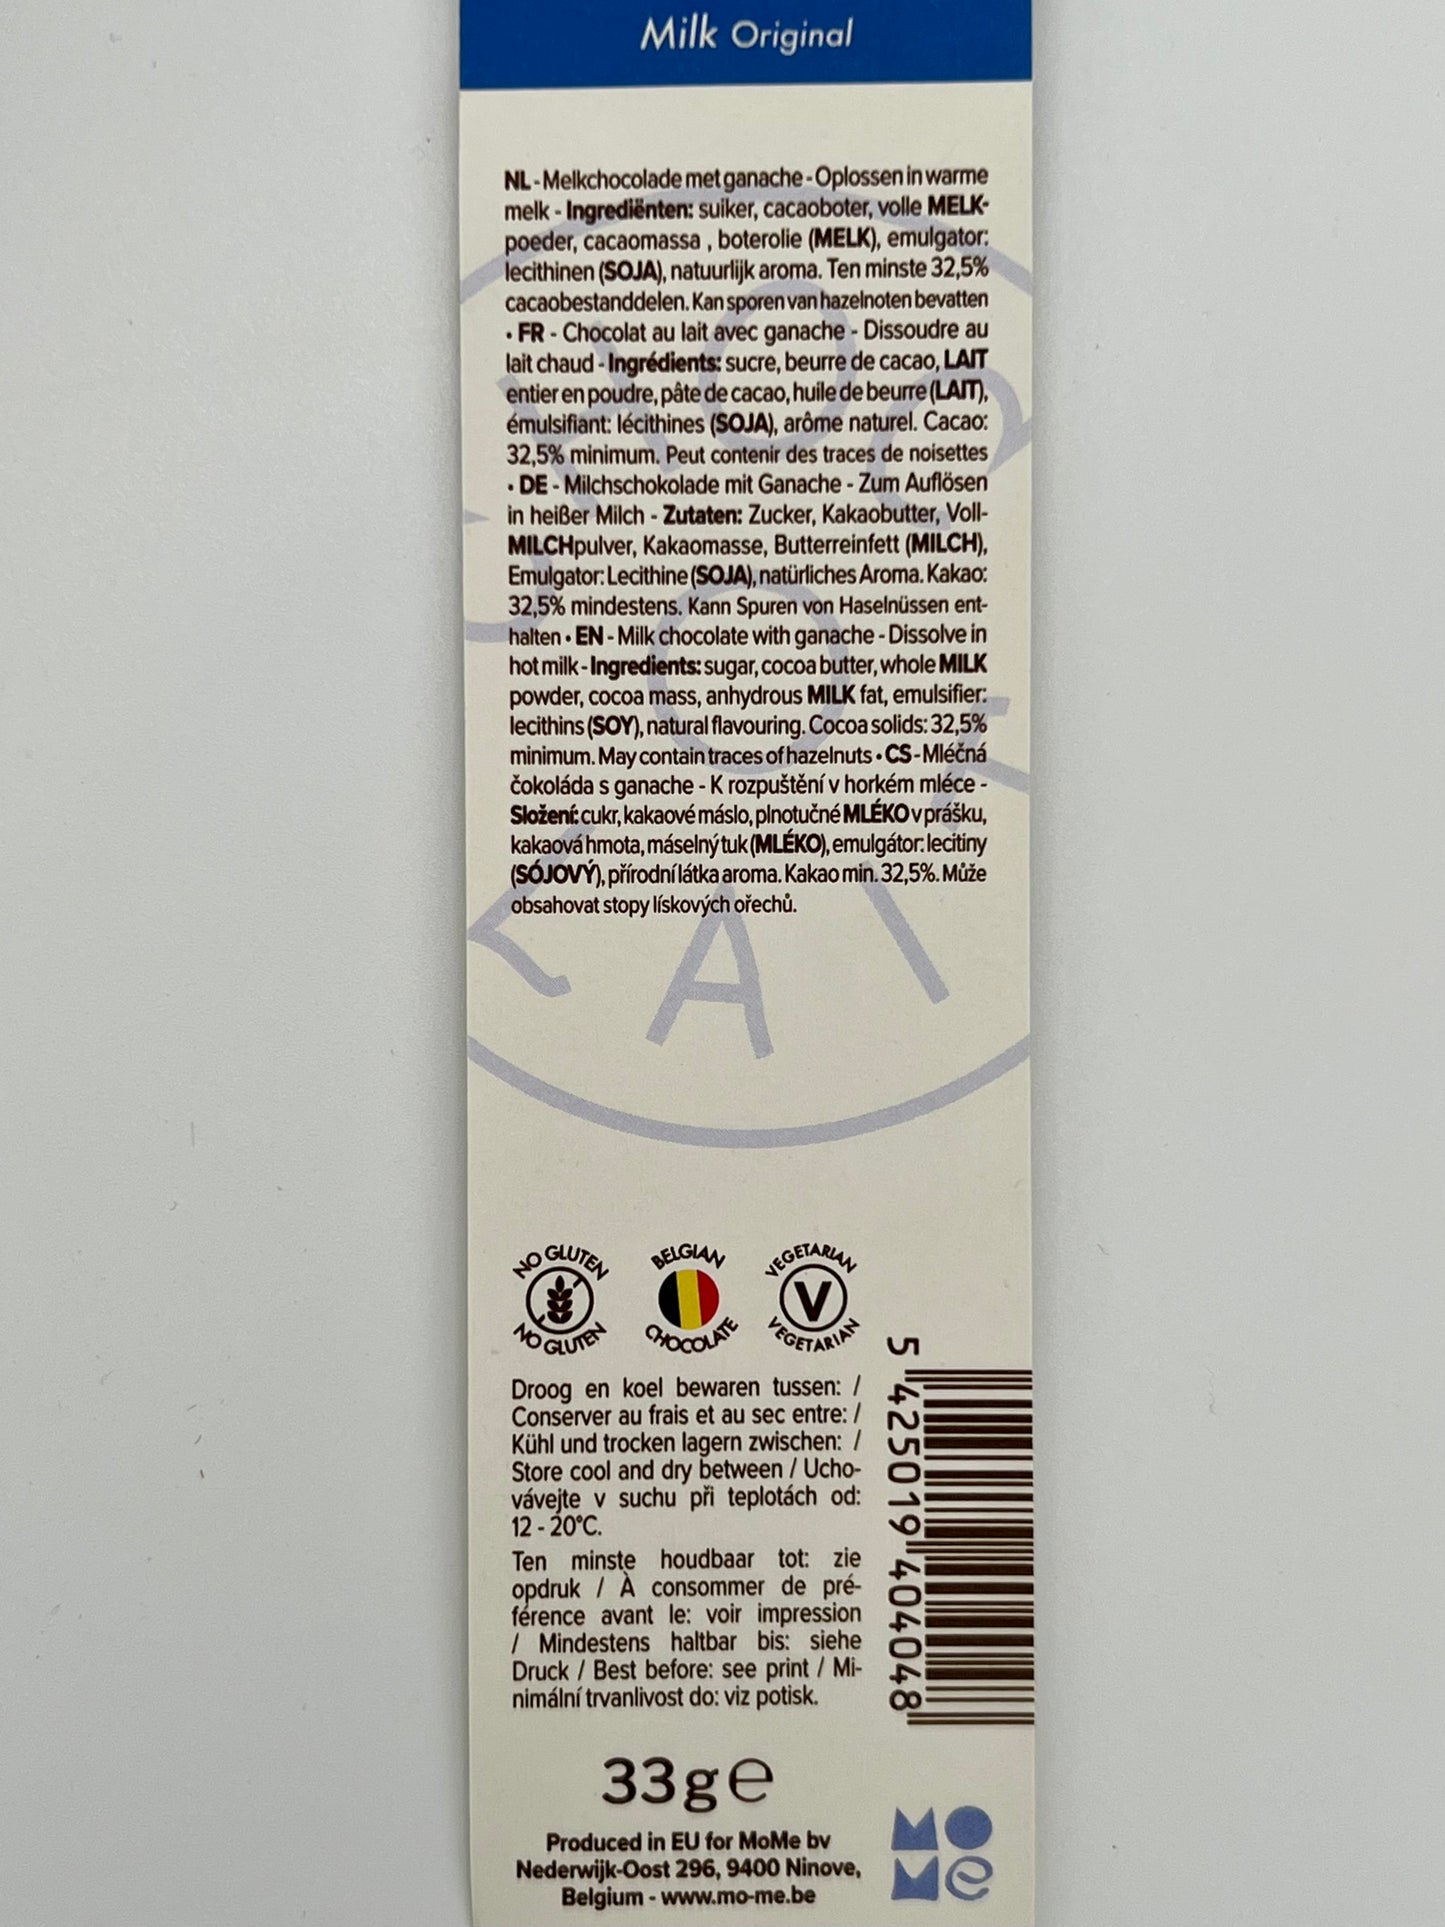 Milk Original
NL - Melkchocolade met ganache - Oplossen in warme
melk - Ingrediënten: suiker, cacaoboter, volle MELK-
poeder, cacaomassa , boterolie (MELK), emulgator:
lecithinen (SOJA), natuurlijk aroma. Ten minste 32,5%
cacaobestanddelen. Kan sporen van hazelnoten bevatten
• FR - Chocolat au lait avec ganache - Dissoudre au
lait chaud - Ingrédients: sucre, beurre de cacao, LAIT
entier en poudre, pâte de cacao, huile de beurre (LAIT),
émulsifiant: lécithines (SOJA), arôme naturel. Cacao:
32,5% minimum. Peut contenir des traces de noisettes
• DE - Milchschokolade mit Ganache - Zum Auflösen
in heißer Milch - Zutaten: Zucker, Kakaobutter, Voll-
MILCHpulver, Kakaomasse, Butterreinfett (MILCH),
Emulgator: Lecithine (SOJA), natürliches Aroma. Kakao:
32,5% mindestens. Kann Spuren von Haselnüssen ent-
halten • EN - Milk chocolate with ganache - Dissolve in
hot milk - Ingredients: sugar, cocoa butter, whole MILK
powder, cocoa mass, anhydrous MILK fat, emulsifier:
lecithins (SOY), natural flavouring. Cocoa solids: 32,5%
minimum. May contain traces of hazelnuts • CS - Mléčná
čokoláda s ganache - K rozpuštění v horkém mléce -
Složení: cukr, kakaové máslo, plnotučné MLÉKO v prášku,
kakaová hmota, máselný tuk (MLÉKO), emulgátor: lecitiny
(SÓJOVÝ), přírodní látka aroma. Kakao min. 32,5%. Může
obsahovat stopy lískových ořechů.
NO GLUTEN
NO GLUTEN
BELGIAN
CHOCOLATE
VEGETARIAN
V
VEGETARIAN
Droog en koel bewaren tussen: /
Conserver au frais et au sec entre: /
Kühl und trocken lagern zwischen: /
Store cool and dry between / Ucho-
vávejte v suchu při teplotách od:
12 - 20°C.
Ten minste houdbaar tot: zie
opdruk / À consommer de pré-
férence avant le: voir impression
/ Mindestens haltbar bis: siehe
Druck / Best before: see print / Mi-
nimální trvanlivost do: viz potisk.
5 425019 404048
33g℮
Produced in EU for MoMe bv
Nederwijk-Oost 296, 9400 Ninove,
Belgium - www.mo-me.be
MO
Me